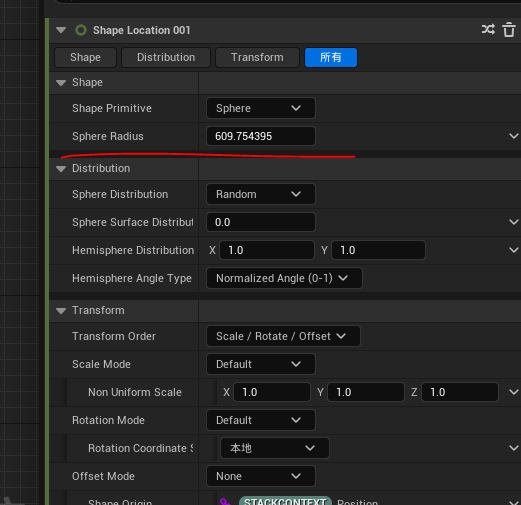 Shape Location 001
Shape Distribution Transform 所有
Shape
Shape Primitive Sphere
Sphere Radius 609.754395
Distribution
Sphere Distribution Random
Sphere Surface Distribut 0.0
Hemisphere Distribution X 1.0 Y 1.0
Hemisphere Angle Type Normalized Angle (0-1)
Transform
Transform Order Scale / Rotate / Offset
Scale Mode Default
Non Uniform Scale X 1.0 Y 1.0 Z 1.0
Rotation Mode Default
Rotation Coordinate S 本地
Offset Mode None
Shape Origin STACKCONTEXT Position